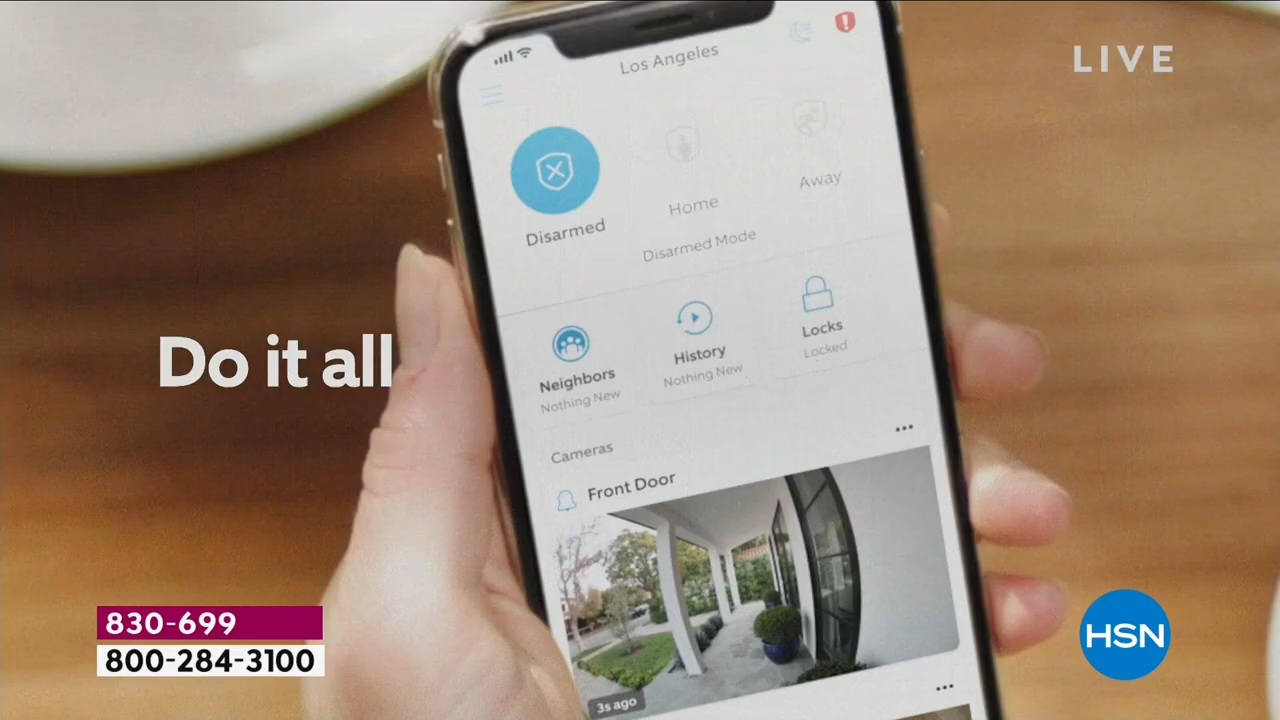 LIVE
Los Angeles
Disarmed
Home
Away
Disarmed Mode
Neighbors
Nothing New
History
Nothing New
Locks
Locked
Cameras
Front Door
3s ago
Do it all
830-699
800-284-3100
HSN